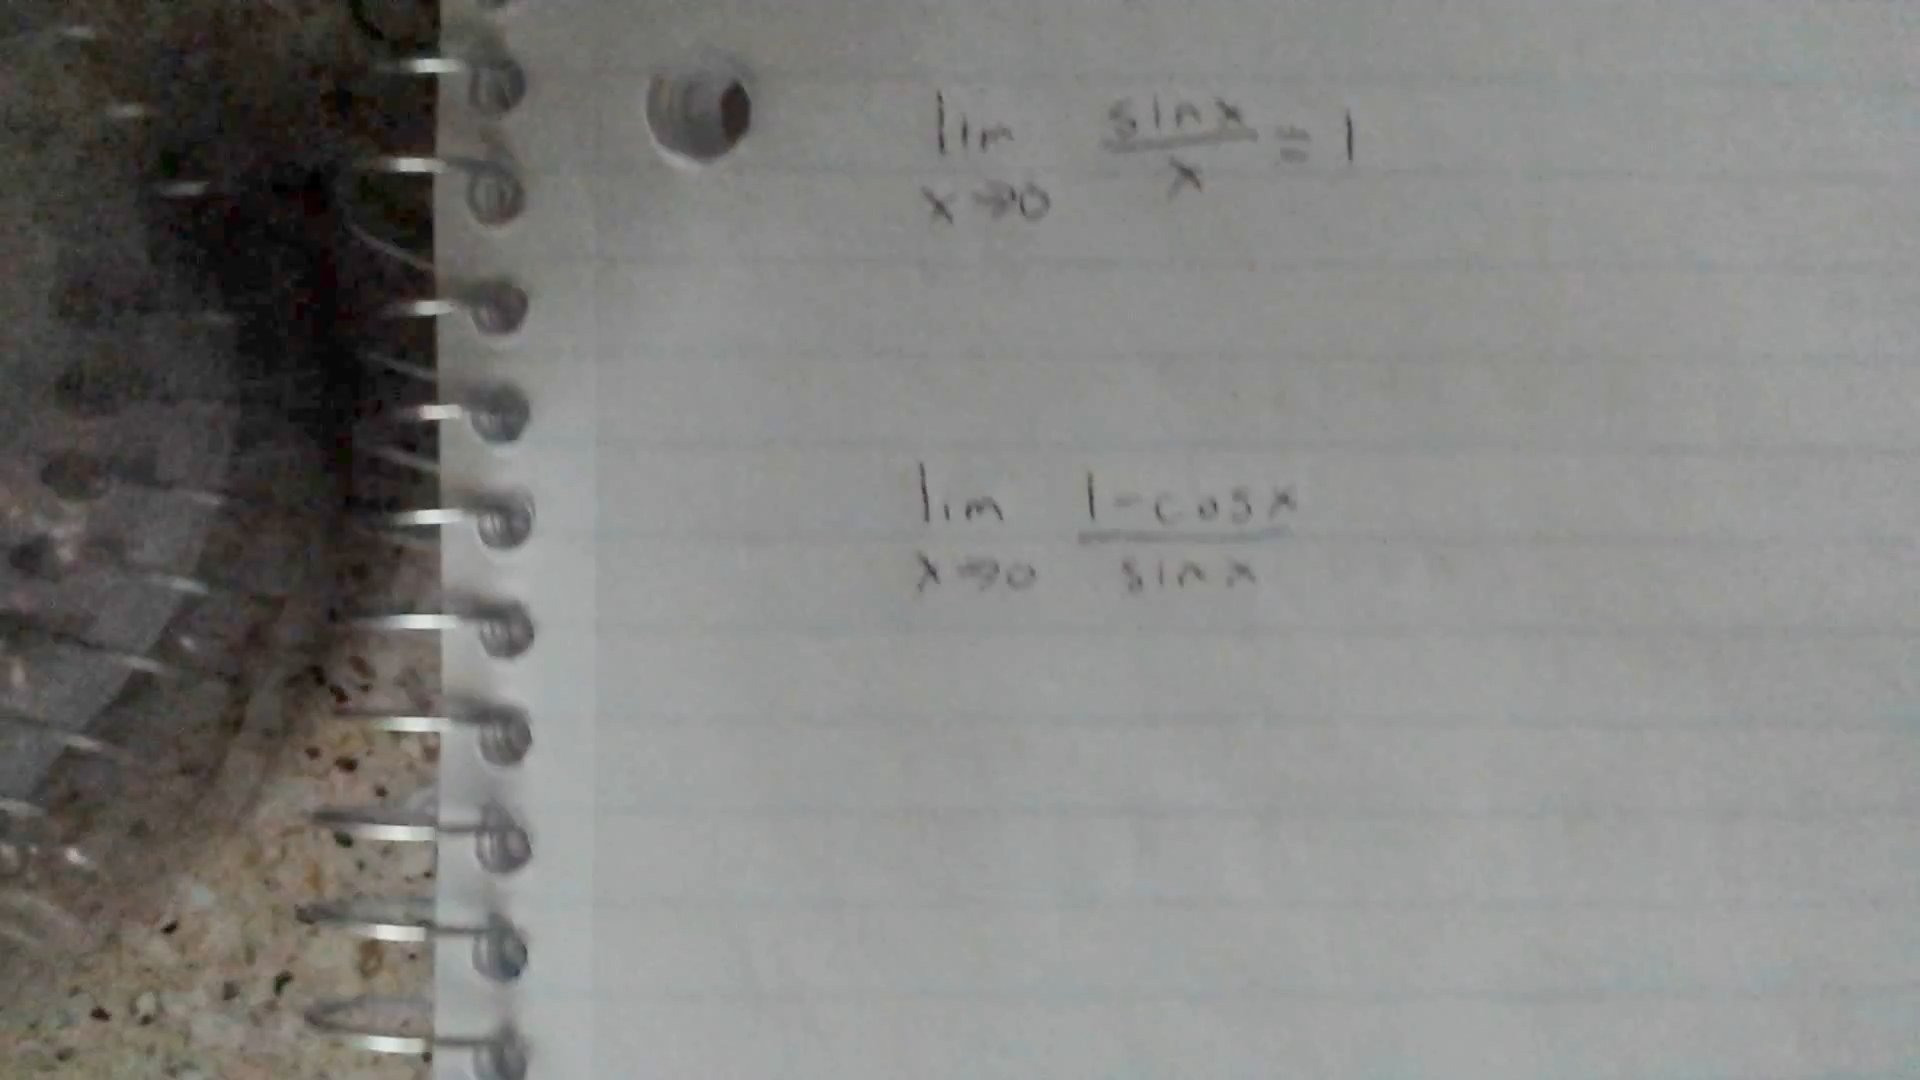 lim sinx/x = 1
x→0
lim 1-cosx/sinx
x→0